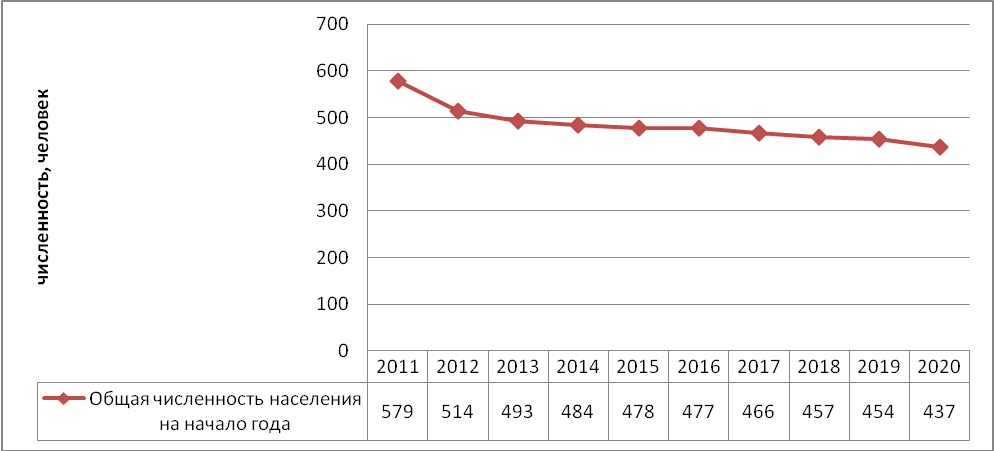 численность, человек
700
600
500
400
300
200
100
0
2011 2012 2013 2014 2015 2016 2017 2018 2019 2020
Общая численность населения
на начало года
579 514 493 484 478 477 466 457 454 437